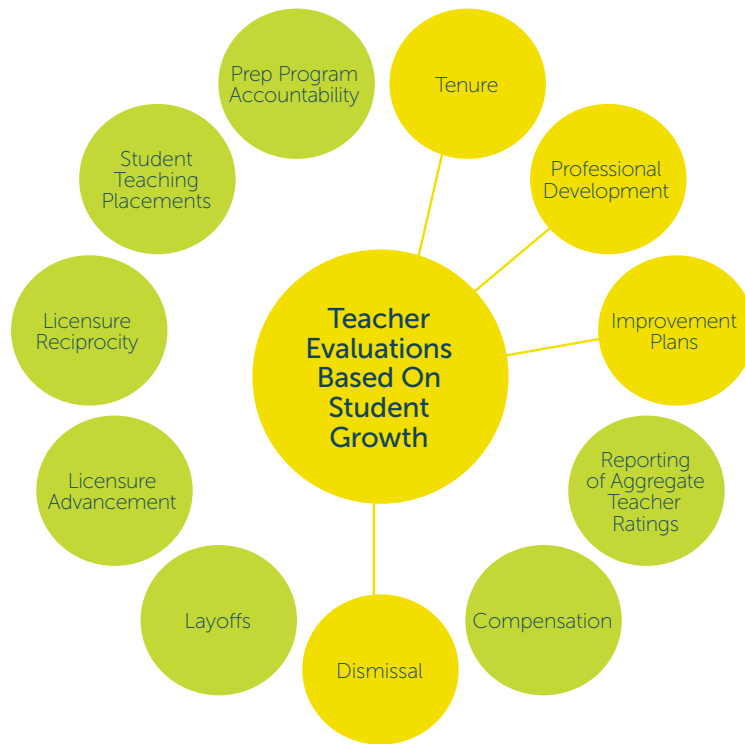 Prep Program
Accountability
Tenure
Student
Teaching
Placements
Professional
Development
Licensure
Reciprocity
Teacher
Evaluations
Based On
Student
Growth
Improvement
Plans
Licensure
Advancement
Reporting
of Aggregate
Teacher
Ratings
Layoffs
Compensation
Dismissal